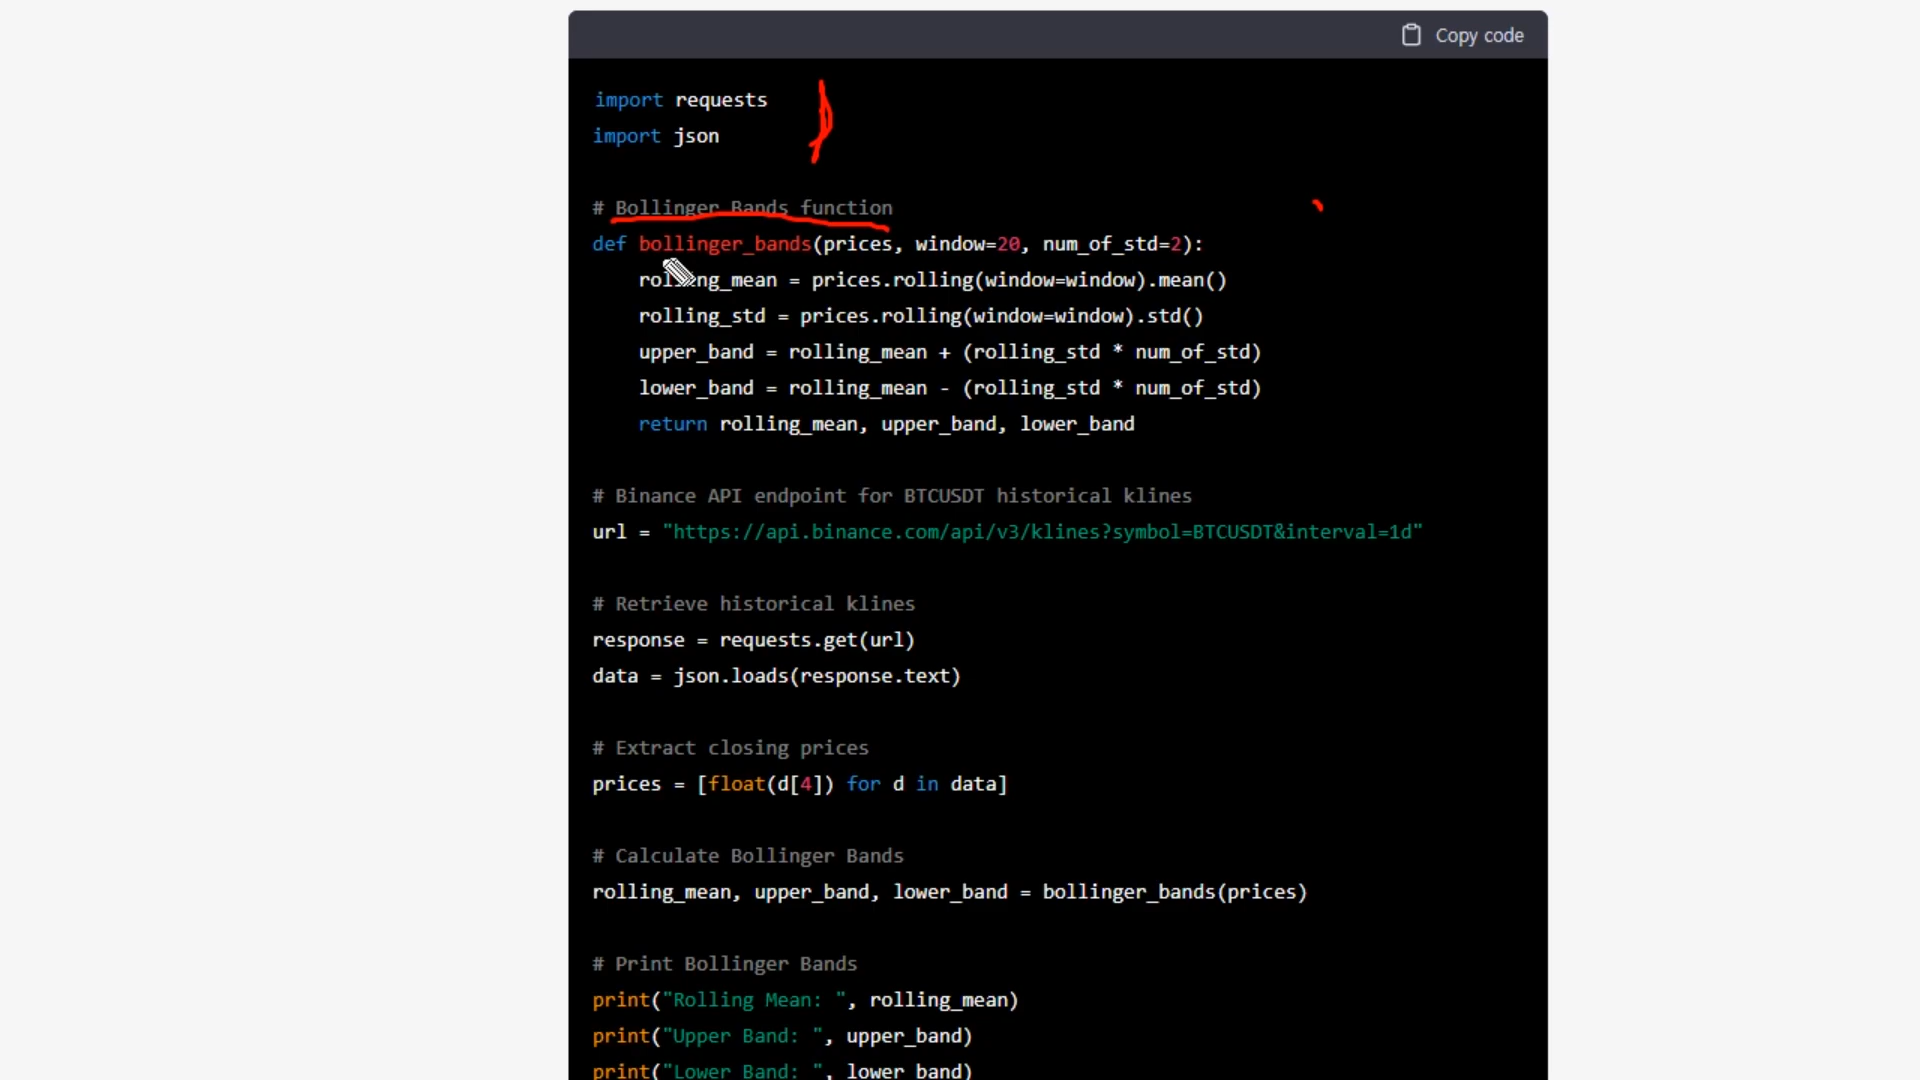 Copy code
import requests
import json
# Bollinger Bands function
def bollinger_bands(prices, window=20, num_of_std=2):
    rolling_mean = prices.rolling(window=window).mean()
    rolling_std = prices.rolling(window=window).std()
    upper_band = rolling_mean + (rolling_std * num_of_std)
    lower_band = rolling_mean - (rolling_std * num_of_std)
    return rolling_mean, upper_band, lower_band
# Binance API endpoint for BTCUSDT historical klines
url = "https://api.binance.com/api/v3/klines?symbol=BTCUSDT&interval=1d"
# Retrieve historical klines
response = requests.get(url)
data = json.loads(response.text)
# Extract closing prices
prices = [float(d[4]) for d in data]
# Calculate Bollinger Bands
rolling_mean, upper_band, lower_band = bollinger_bands(prices)
# Print Bollinger Bands
print("Rolling Mean: ", rolling_mean)
print("Upper Band: ", upper_band)
print("Lower Band: ", lower_band)